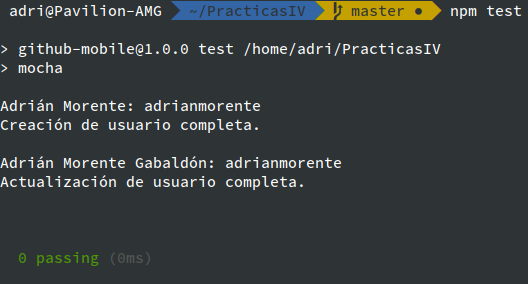 adri@Pavilion-AMG ~/PracticasIV master ● npm test
> github-mobile@1.0.0 test /home/adri/PracticasIV
> mocha
Adrián Morente: adrianmorente
Creación de usuario completa.
Adrián Morente Gabaldón: adrianmorente
Actualización de usuario completa.
0 passing (0ms)